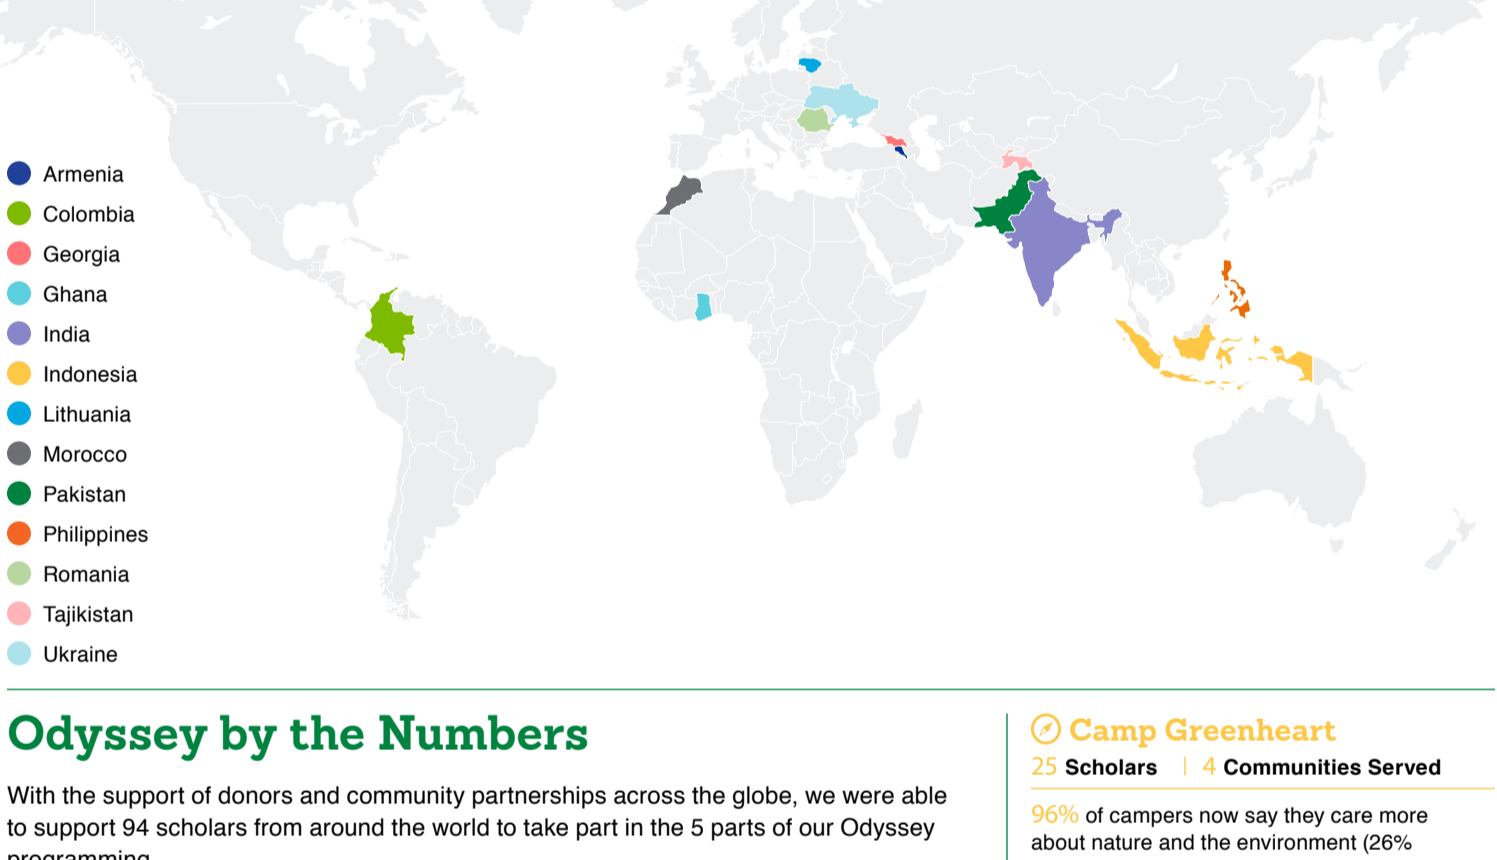 Armenia
Colombia
Georgia
Ghana
India
Indonesia
Lithuania
Morocco
Pakistan
Philippines
Romania
Tajikistan
Ukraine
Odyssey by the Numbers
With the support of donors and community partnerships across the globe, we were able
to support 94 scholars from around the world to take part in the 5 parts of our Odyssey
programming
Camp Greenheart
25 Scholars | 4 Communities Served
96% of campers now say they care more
about nature and the environment (26%